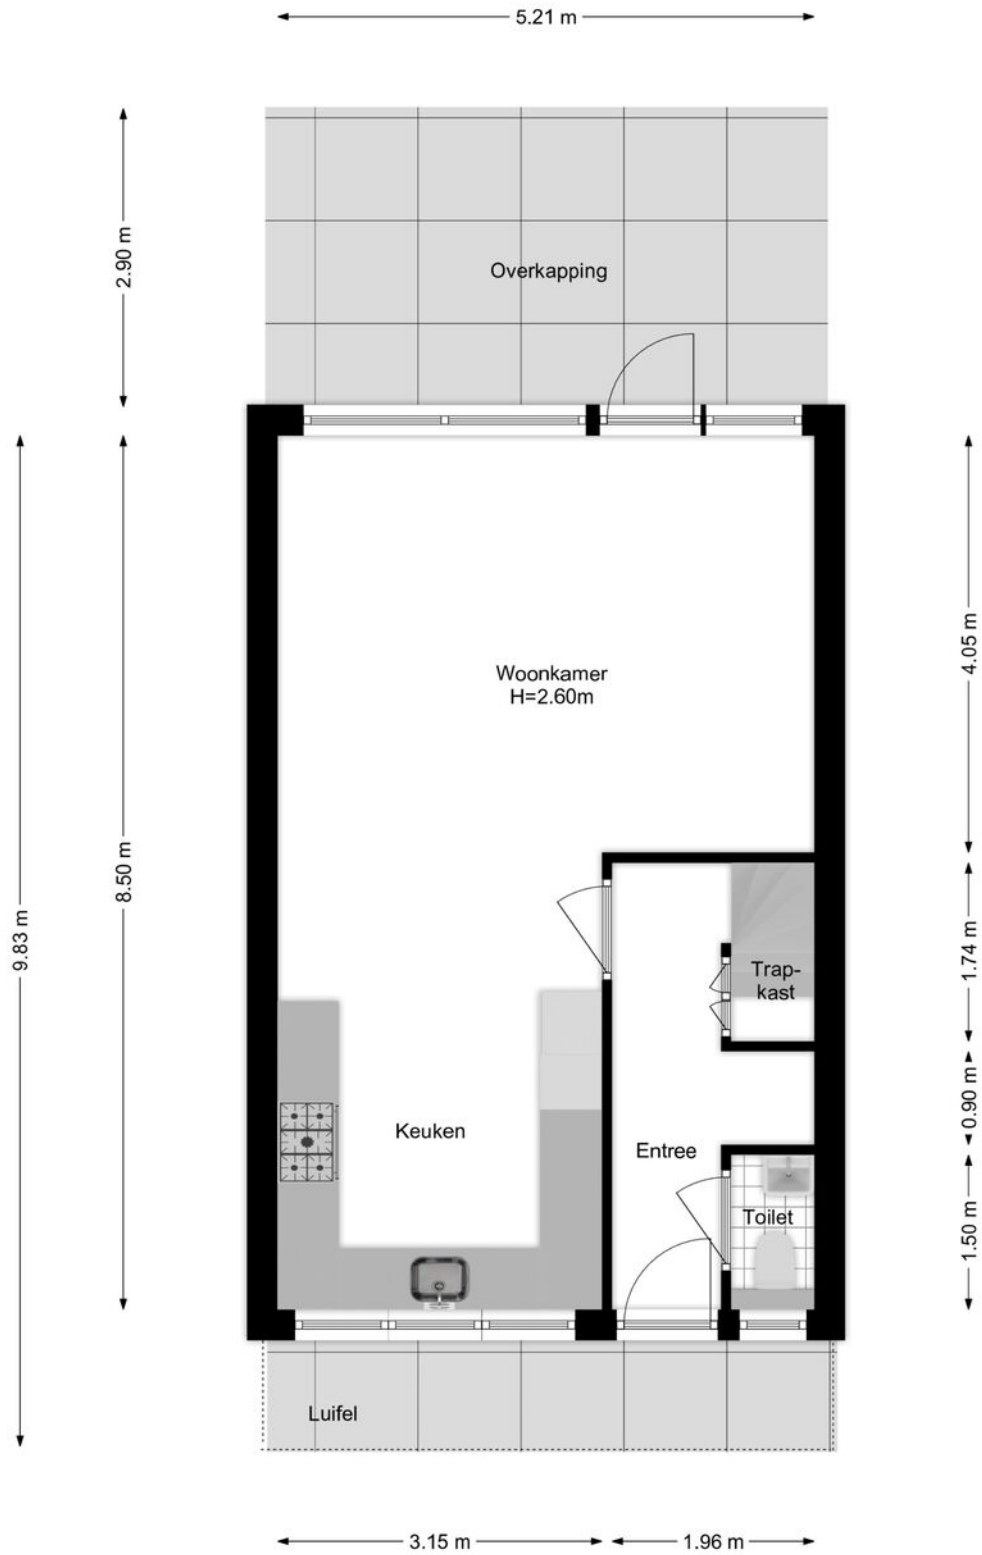 5.21 m
2.90 m
Overkapping
Woonkamer
H=2.60m
4.05 m
8.50 m
9.83 m
1.74 m
Trap-
kast
0.90 m
Keuken
Entree
Toilet
1.50 m
Luifel
3.15 m
1.96 m